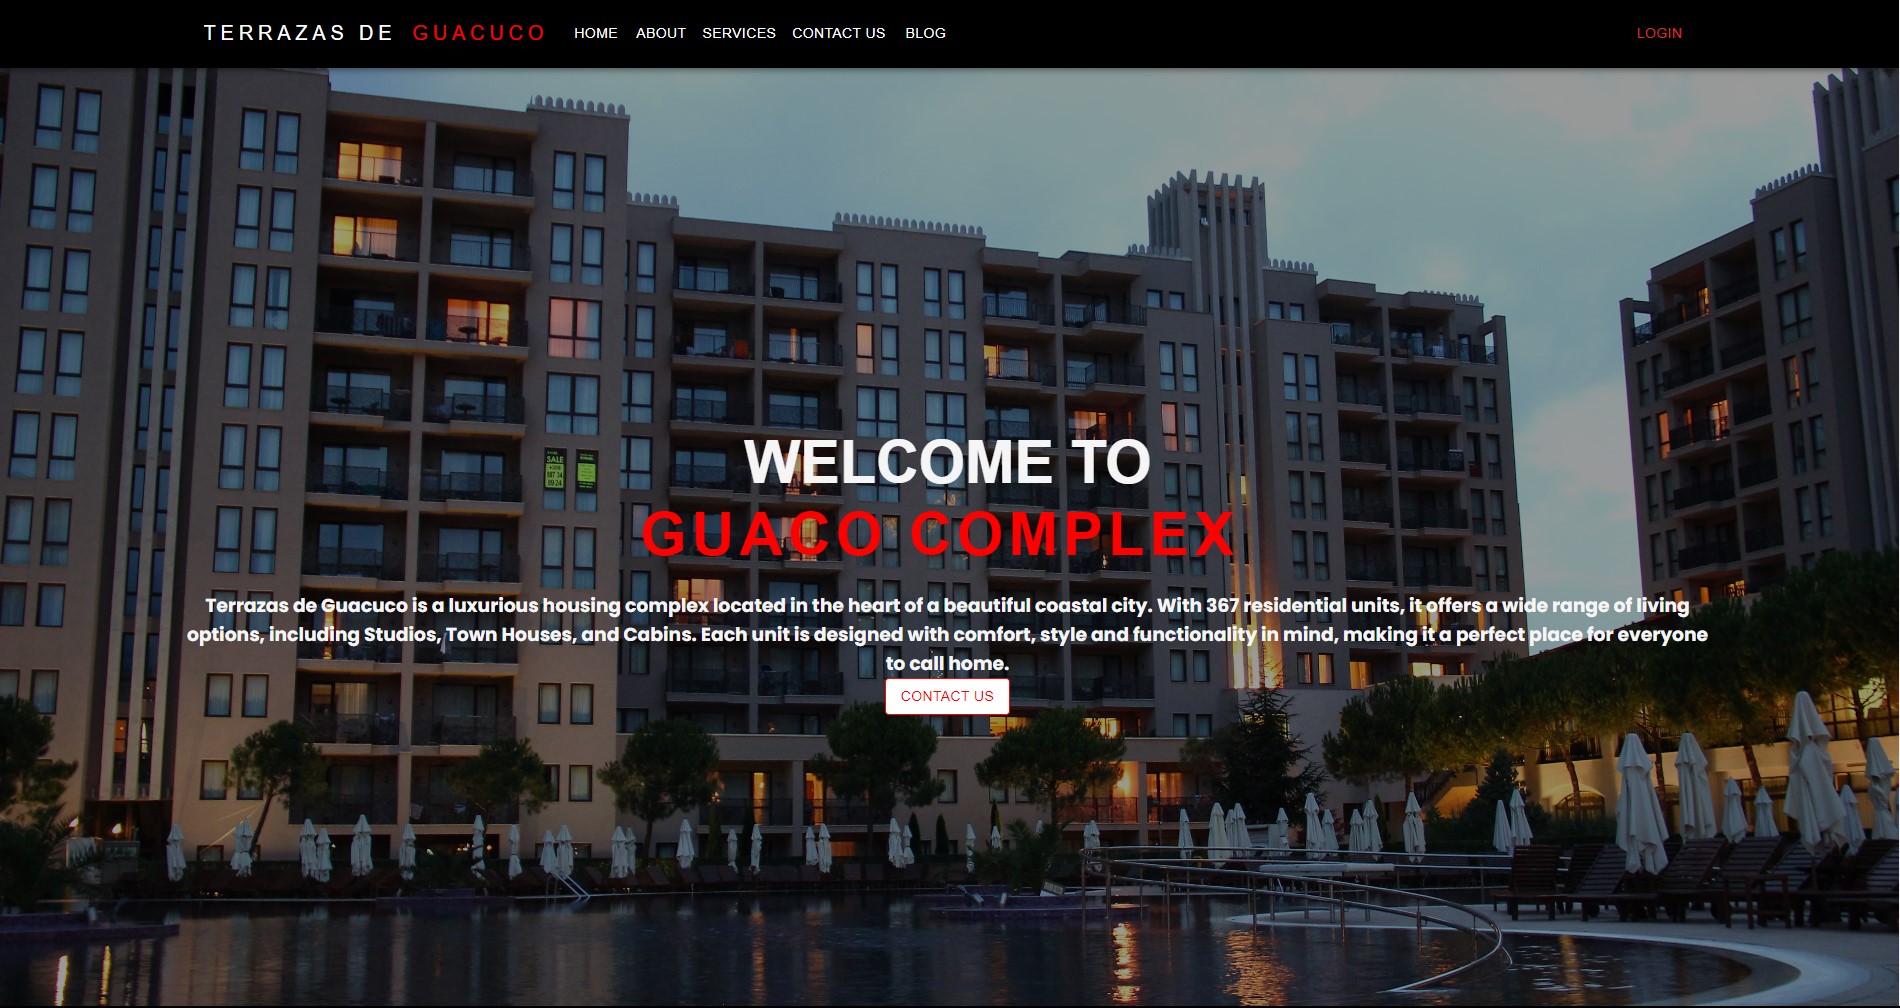 TERRAZAS DE GUACUCO HOME ABOUT SERVICES CONTACT US BLOG LOGIN
SALE
WELCOME TO
GUACO COMPLEX
Terrazas de Guacuco is a luxurious housing complex located in the heart of a beautiful coastal city. With 367 residential units, it offers a wide range of living
options, including Studios, Town Houses, and Cabins. Each unit is designed with comfort, style and functionality in mind, making it a perfect place for everyone
to call home.
CONTACT US